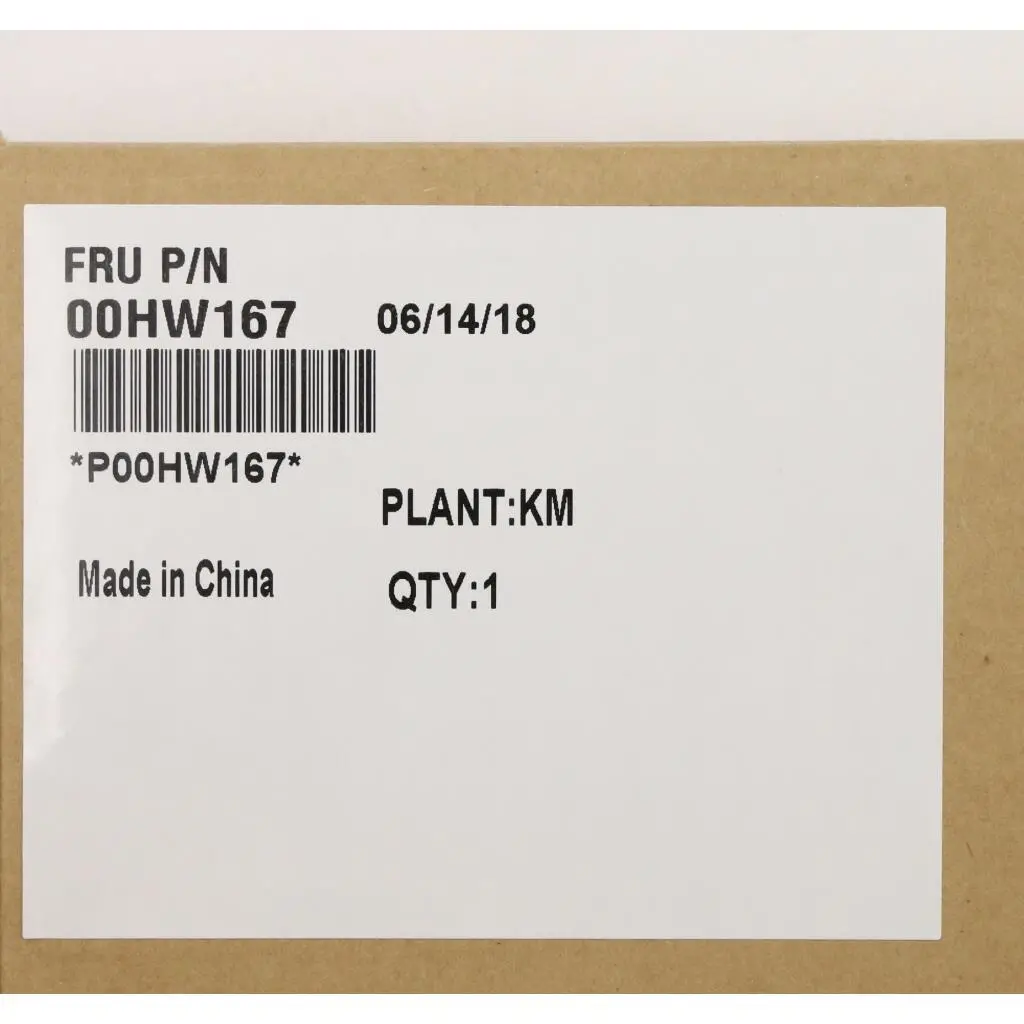 FRU P/N
00HW167 06/14/18
*P00HW167*
PLANT:KM
Made in China QTY:1